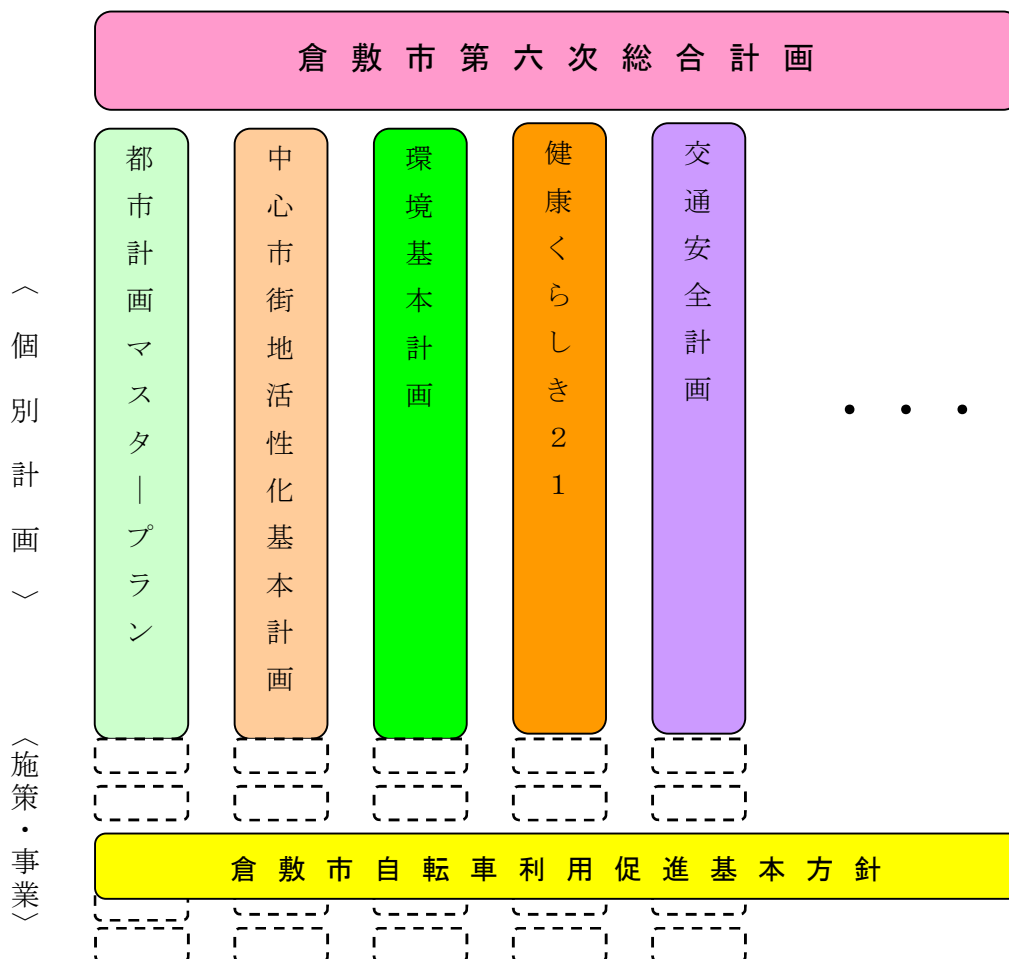 倉敷市第六次総合計画
〈個別計画〉
都市計画マスタープラン
中心市街地活性化基本計画
環境基本計画
健康くらしき２１
交通安全計画
・・・
〈施策・事業〉
倉敷市自転車利用促進基本方針